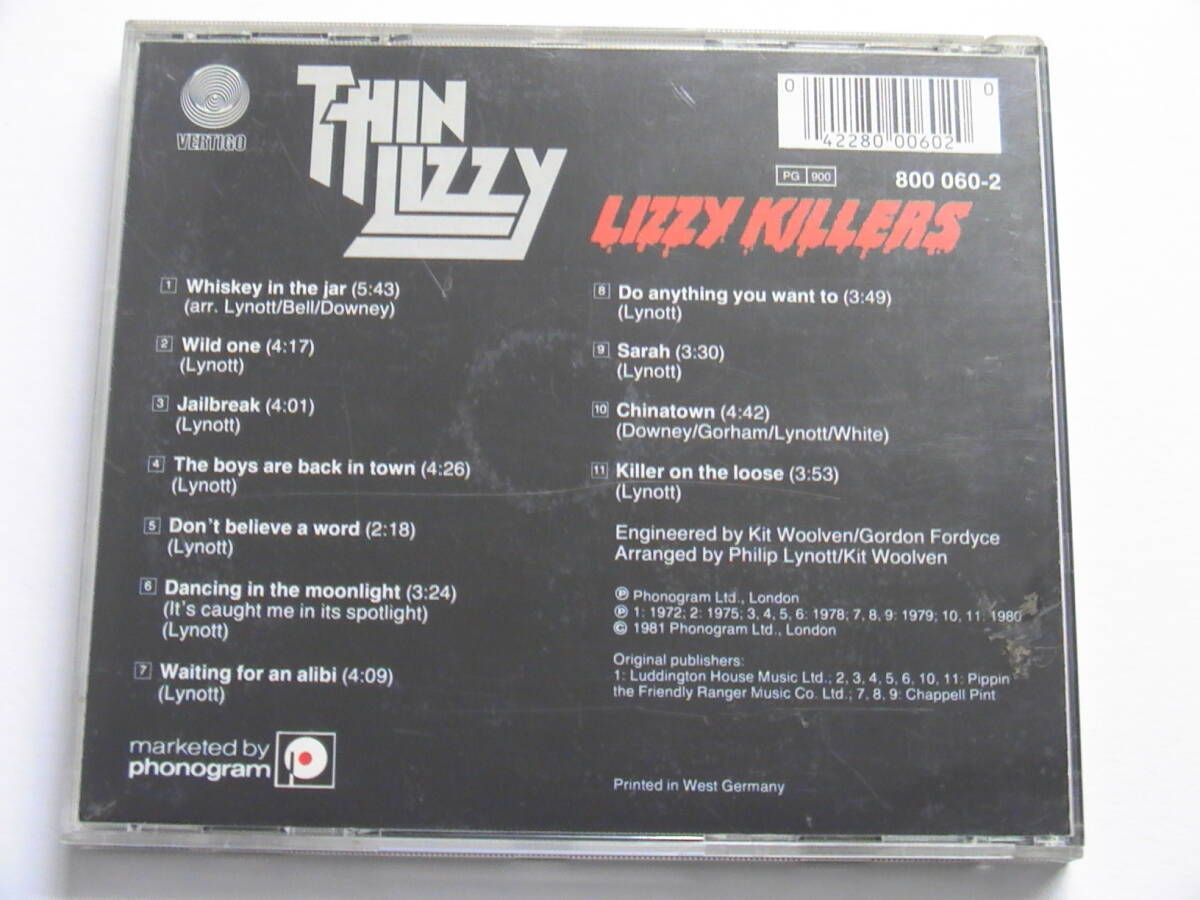 VERTIGO
THIN
LIZZY
0 0
42280 00602
PG 900
800 060-2
LIZZY KILLERS
1 Whiskey in the jar (5:43)
(arr. Lynott/Bell/Downey)
2 Wild one (4:17)
(Lynott)
3 Jailbreak (4:01)
(Lynott)
4 The boys are back in town (4:26)
(Lynott)
5 Don't believe a word (2:18)
(Lynott)
6 Dancing in the moonlight (3:24)
(It's caught me in its spotlight)
(Lynott)
7 Waiting for an alibi (4:09)
(Lynott)
8 Do anything you want to (3:49)
(Lynott)
9 Sarah (3:30)
(Lynott)
10 Chinatown (4:42)
(Downey/Gorham/Lynott/White)
11 Killer on the loose (3:53)
(Lynott)
Engineered by Kit Woolven/Gordon Fordyce
Arranged by Philip Lynott/Kit Woolven
℗ Phonogram Ltd., London
℗ 1: 1972; 2: 1975; 3, 4, 5, 6: 1978; 7, 8, 9: 1979; 10, 11: 1980
© 1981 Phonogram Ltd., London
Original publishers:
1: Luddington House Music Ltd.; 2, 3, 4, 5, 6, 10, 11: Pippin
the Friendly Ranger Music Co. Ltd.; 7, 8, 9: Chappell Pint
marketed by
phonogram
Printed in West Germany